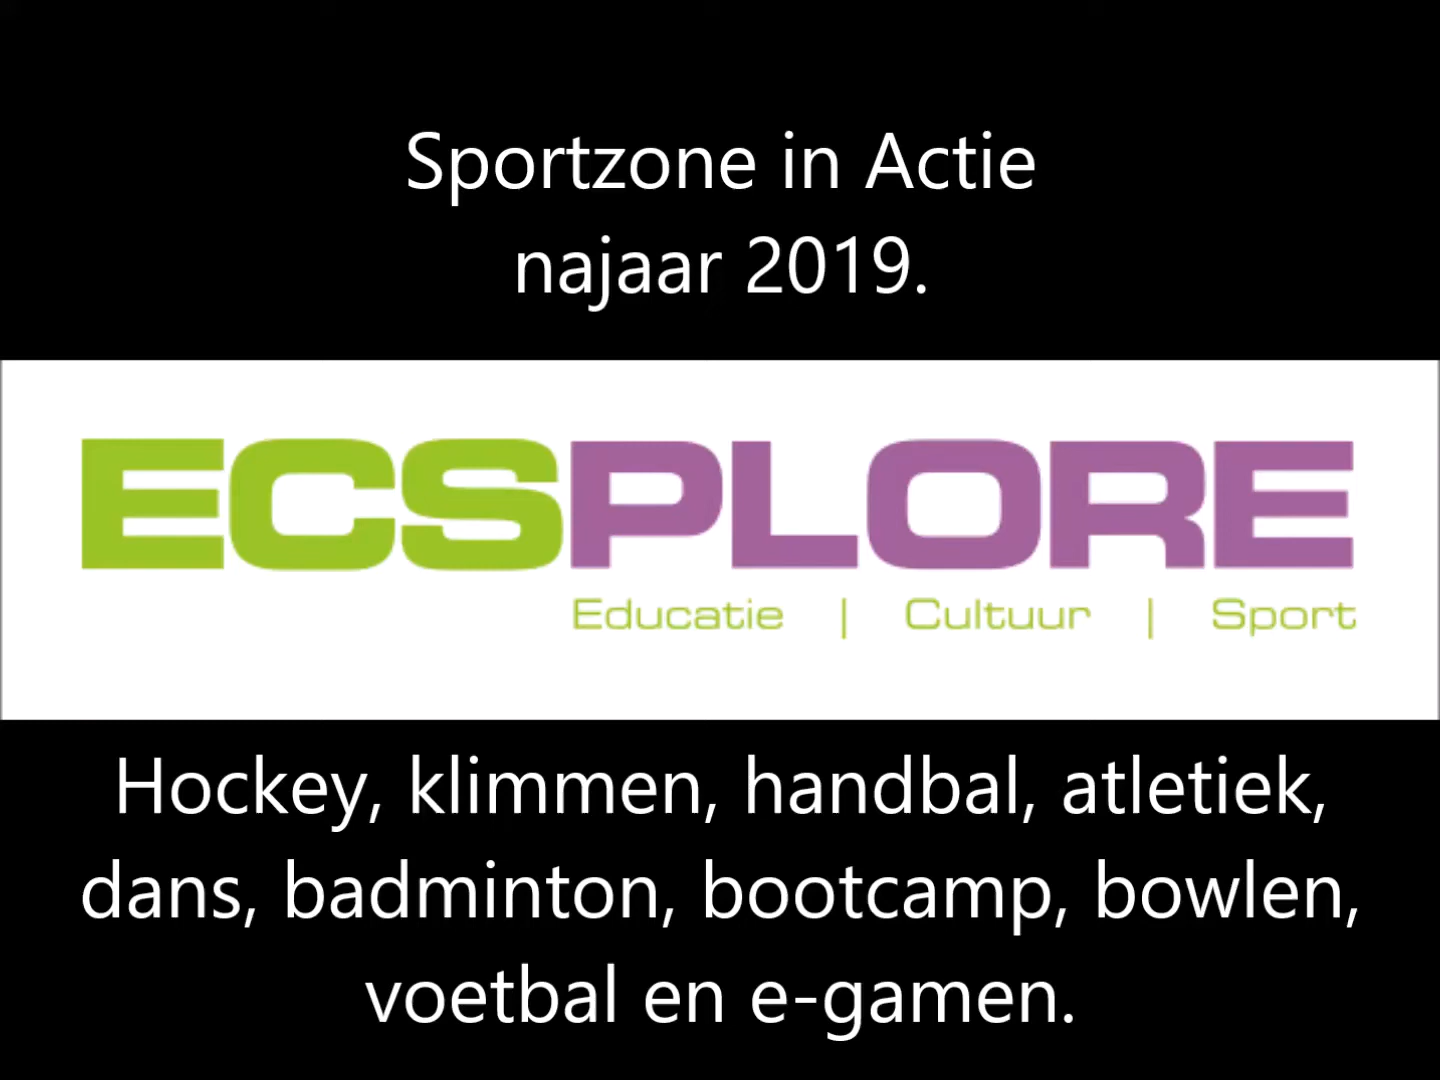 Sportzone in Actie
najaar 2019.
ECSPLORE
Educatie | Cultuur | Sport
Hockey, klimmen, handbal, atletiek,
dans, badminton, bootcamp, bowlen,
voetbal en e-gamen.